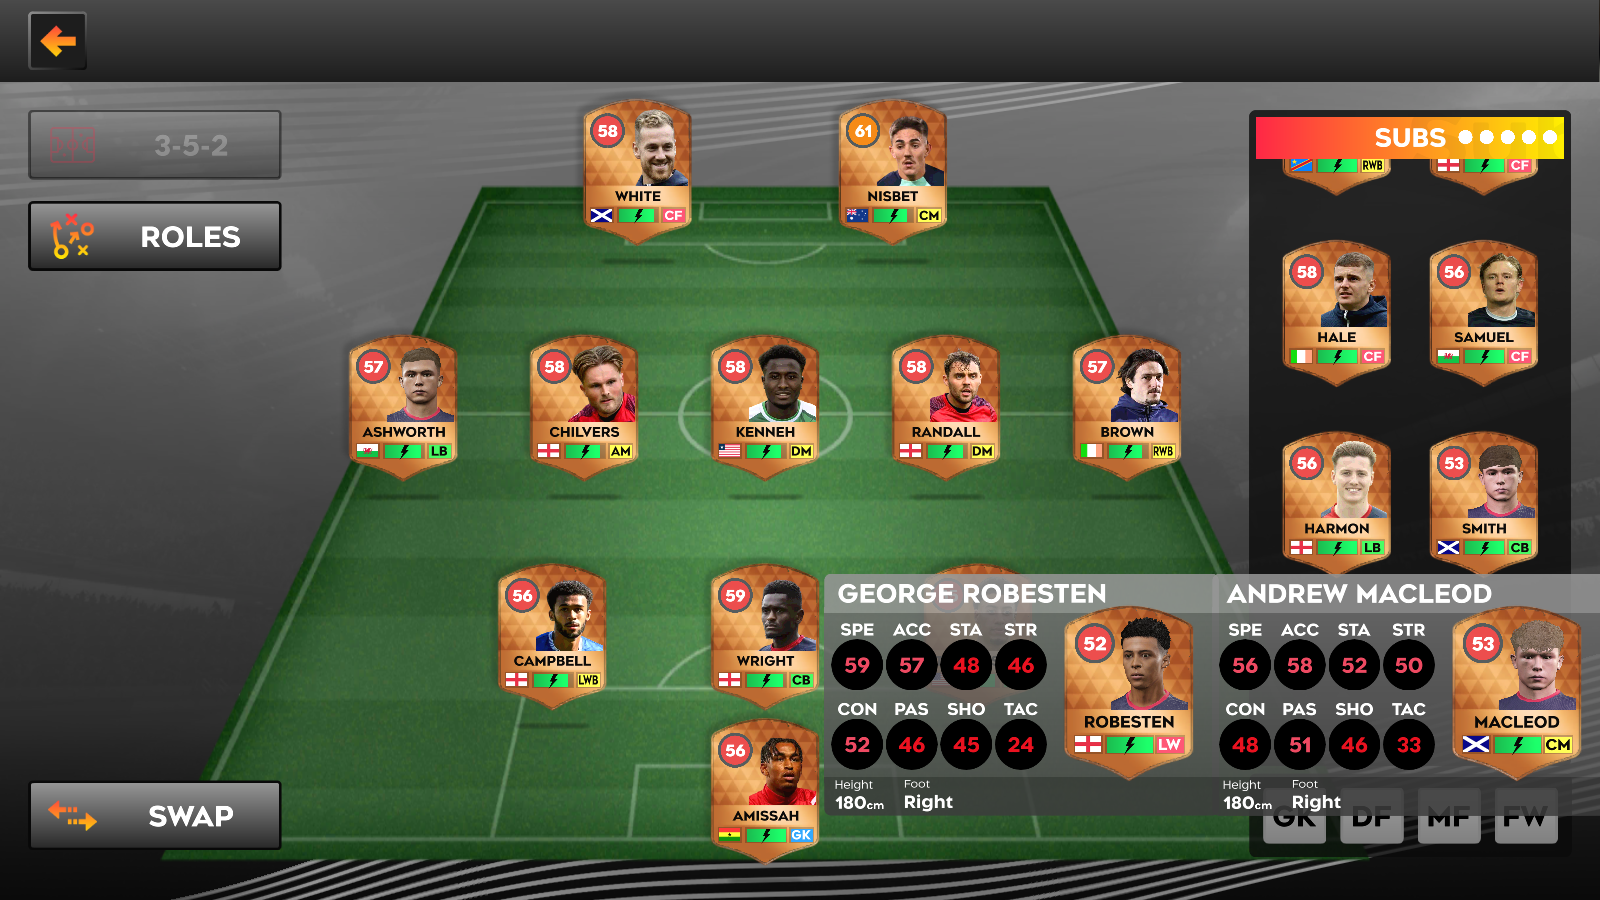 3-5-2
ROLES
SWAP
58
WHITE
CF
61
NISBET
CM
57
ASHWORTH
LB
58
CHILVERS
AM
58
KENNEH
DM
58
RANDALL
DM
57
BROWN
RWB
56
CAMPBELL
LWB
59
WRIGHT
CB
56
AMISSAH
GK
SUBS
RWB
CF
58
HALE
CF
56
SAMUEL
CF
56
HARMON
LB
53
SMITH
CB
GEORGE ROBESTEN
SPE ACC STA STR
59 57 48 46
CON PAS SHO TAC
52 46 45 24
Height Foot
180cm Right
52
ROBESTEN
LW
ANDREW MACLEOD
SPE ACC STA STR
56 58 52 50
CON PAS SHO TAC
48 51 46 33
Height Foot
180cm Right
53
MACLEOD
CM
GK DF MF FW